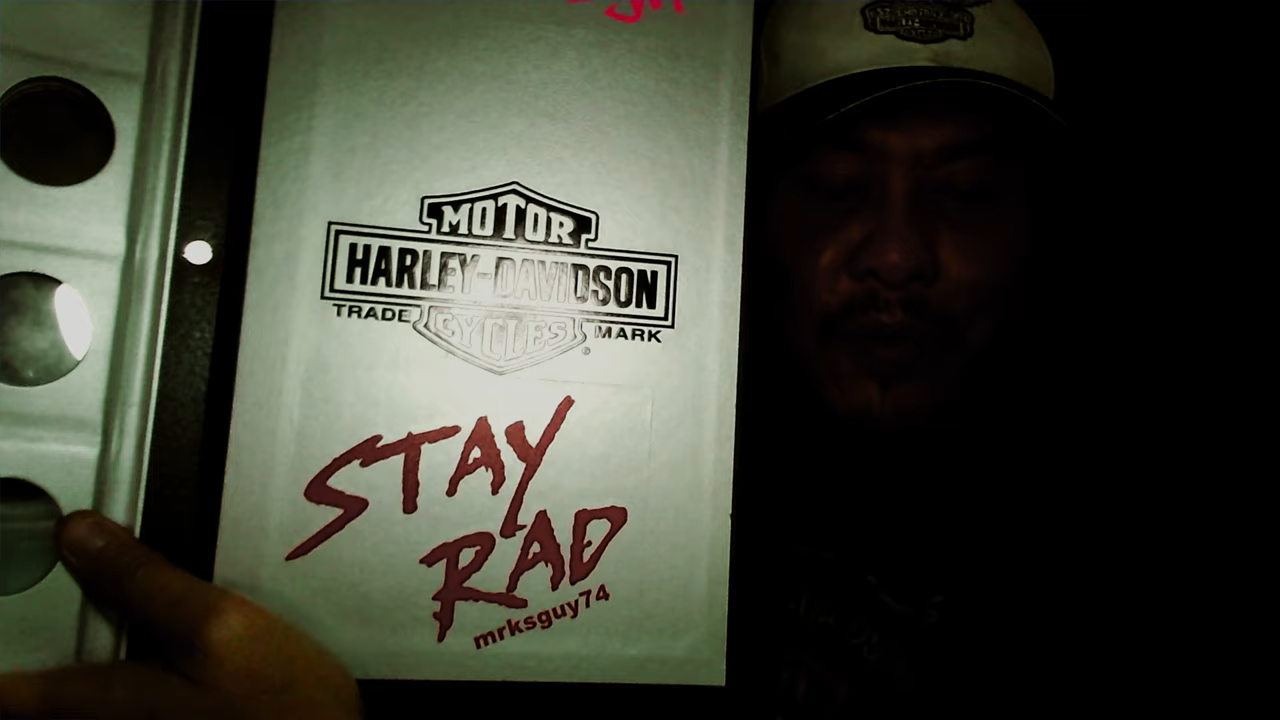 MOTOR
HARLEY-DAVIDSON
TRADE CYCLES MARK
®
STAY
RAD
mrksguy74